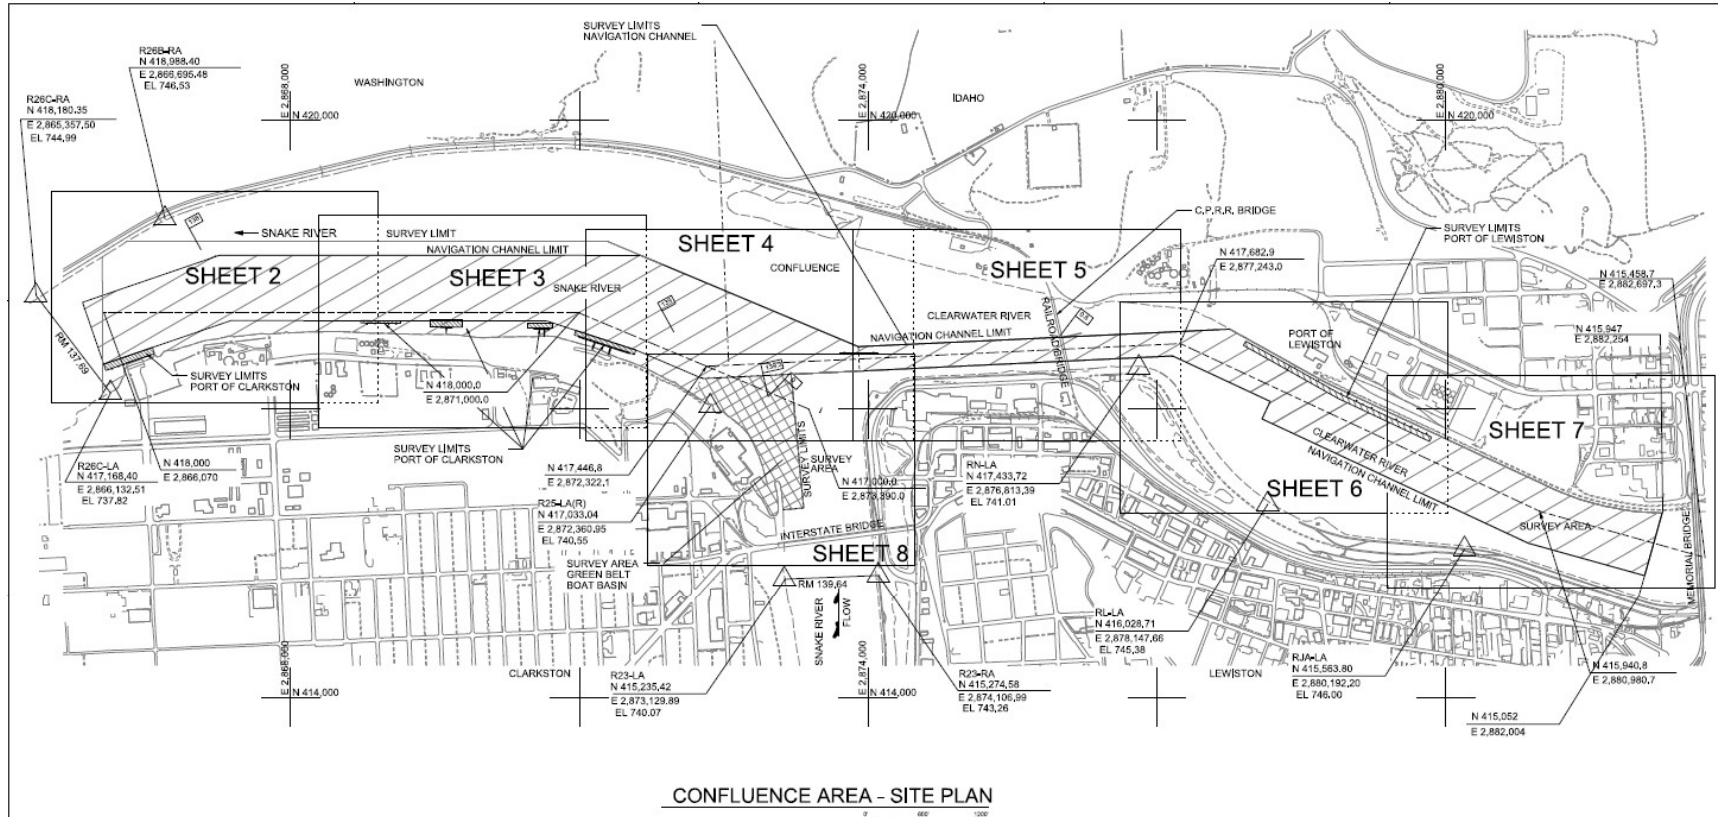 SURVEY LIMITS
NAVIGATION CHANNEL
R26B-RA
N 418,988.40
E 2,866,695.48
EL 746.53
WASHINGTON
IDAHO
R26C-RA
N 418,180.35
E 2,865,357.50
EL 744.99
E 2,868,000
N 420,000
E 2,874,000
N 420,000
E 2,880,000
N 420,000
138
SNAKE RIVER
SURVEY LIMIT
NAVIGATION CHANNEL LIMIT
SHEET 2
SHEET 3
SNAKE RIVER
SHEET 4
CONFLUENCE
SHEET 5
C.P.R.R. BRIDGE
SURVEY LIMITS
PORT OF LEWISTON
N 417,682.9
E 2,877,243.0
N 415,458.7
E 2,882,697.3
CLEARWATER RIVER
NAVIGATION CHANNEL LIMIT
RAILROAD BRIDGE
PORT OF
LEWISTON
N 415,947
E 2,882,254
RM 137.69
SURVEY LIMITS
PORT OF CLARKSTON
N 418,000.0
E 2,871,000.0
SURVEY LIMITS
PORT OF CLARKSTON
R26C-LA
N 417,168.40
E 2,866,132.51
EL 737.82
N 418,000
E 2,866,070
N 417,446.8
E 2,872,322.1
R25-LA(R)
N 417,033.04
E 2,872,360.95
EL 740.55
SURVEY LIMITS
SURVEY
AREA
N 417,000.0
E 2,873,390.0
RN-LA
N 417,433.72
E 2,876,813.39
EL 741.01
CLEARWATER RIVER
NAVIGATION CHANNEL LIMIT
SHEET 7
SHEET 6
SURVEY AREA
MEMORIAL BRIDGE
INTERSTATE BRIDGE
SHEET 8
SURVEY AREA
GREEN BELT
BOAT BASIN
RM 139.64
SNAKE RIVER
FLOW
RL-LA
N 416,028.71
E 2,878,147.66
EL 745.38
E 2,868,000
N 414,000
CLARKSTON
R23-LA
N 415,235.42
E 2,873,129.89
EL 740.07
E 2,874,000
N 414,000
R23-RA
N 415,274.58
E 2,874,106.99
EL 743.26
LEWISTON
RJA-LA
N 415,563.80
E 2,880,192.20
EL 746.00
N 415,940.8
E 2,880,980.7
N 415,052
E 2,882,004
CONFLUENCE AREA - SITE PLAN
0' 600' 1200'